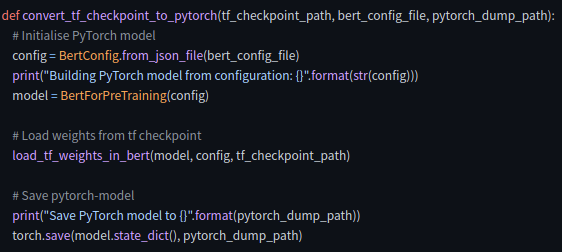 def convert_tf_checkpoint_to_pytorch(tf_checkpoint_path, bert_config_file, pytorch_dump_path):
# Initialise PyTorch model
config = BertConfig.from_json_file(bert_config_file)
print("Building PyTorch model from configuration: {}".format(str(config)))
model = BertForPreTraining(config)
# Load weights from tf checkpoint
load_tf_weights_in_bert(model, config, tf_checkpoint_path)
# Save pytorch-model
print("Save PyTorch model to {}".format(pytorch_dump_path))
torch.save(model.state_dict(), pytorch_dump_path)